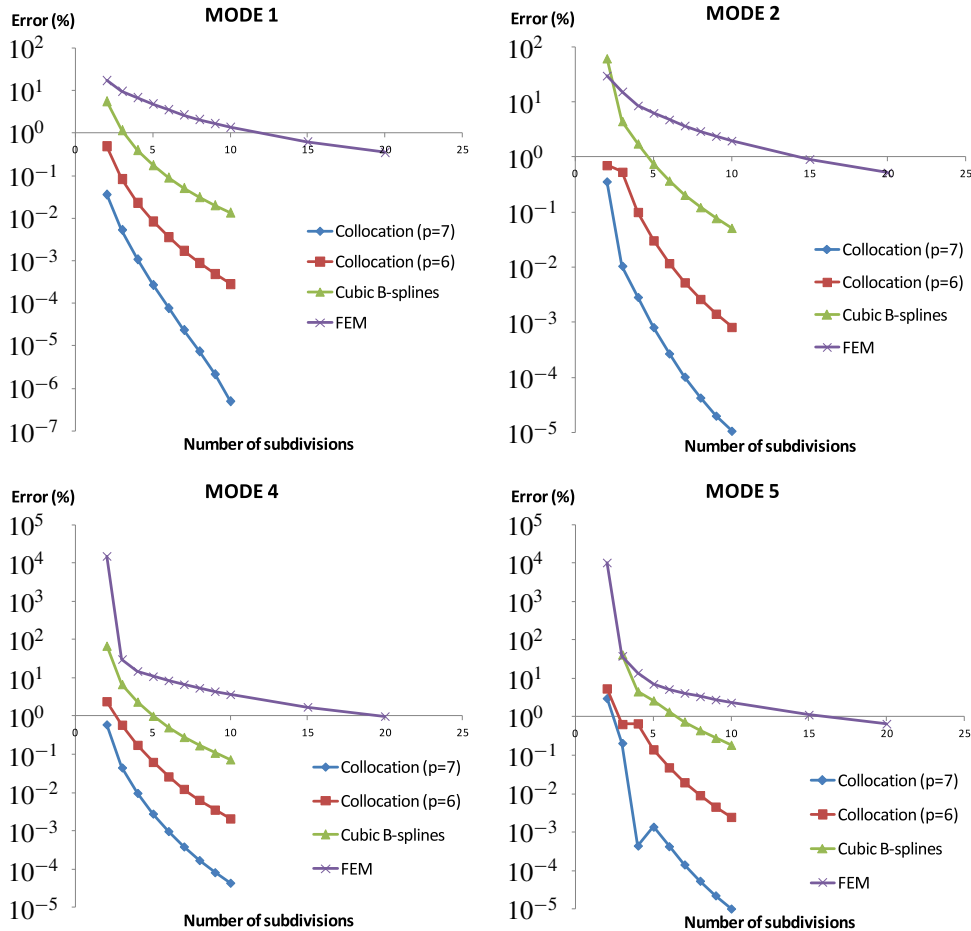 MODE 1
Error (%)
10^2
10^1
10^0
10^−1
10^−2
10^−3
10^−4
10^−5
10^−6
10^−7
0 5 10 15 20 25
Collocation (p=7)
Collocation (p=6)
Cubic B-splines
FEM
Number of subdivisions
MODE 2
Error (%)
10^2
10^1
10^0
10^−1
10^−2
10^−3
10^−4
10^−5
0 5 10 15 20 25
Collocation (p=7)
Collocation (p=6)
Cubic B-splines
FEM
Number of subdivisions
MODE 4
Error (%)
10^5
10^4
10^3
10^2
10^1
10^0
10^−1
10^−2
10^−3
10^−4
10^−5
0 5 10 15 20 25
Collocation (p=7)
Collocation (p=6)
Cubic B-splines
FEM
Number of subdivisions
MODE 5
Error (%)
10^5
10^4
10^3
10^2
10^1
10^0
10^−1
10^−2
10^−3
10^−4
10^−5
0 5 10 15 20 25
Collocation (p=7)
Collocation (p=6)
Cubic B-splines
FEM
Number of subdivisions